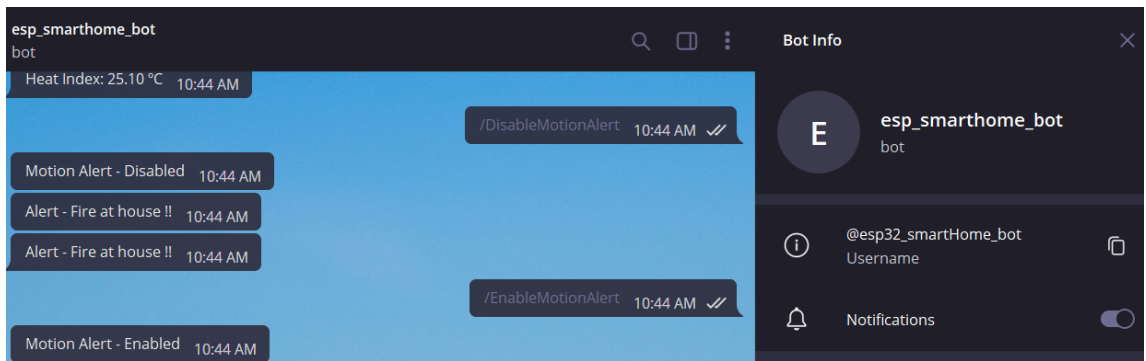 esp_smarthome_bot
bot
Heat Index: 25.10 ºC 10:44 AM
/DisableMotionAlert 10:44 AM
Motion Alert - Disabled 10:44 AM
Alert - Fire at house !! 10:44 AM
Alert - Fire at house !! 10:44 AM
/EnableMotionAlert 10:44 AM
Motion Alert - Enabled 10:44 AM
Bot Info
E
esp_smarthome_bot
bot
@esp32_smartHome_bot
Username
Notifications